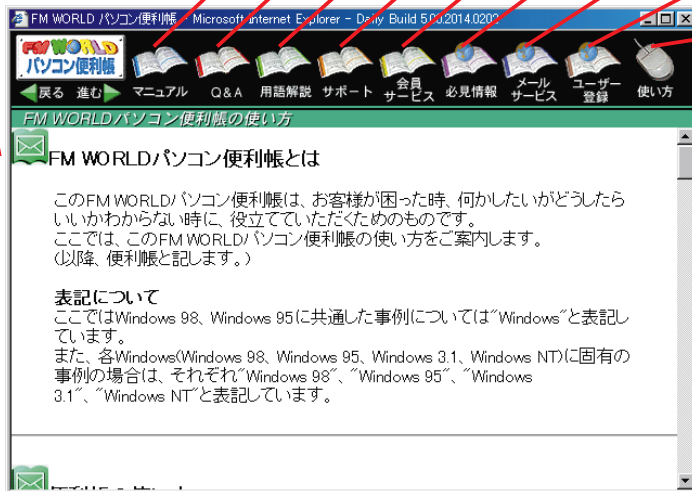 FM WORLD パソコン便利帳 - Microsoft Internet Explorer - Daily Build 5.00.2014.0202
FM WORLD
パソコン便利帳
戻る 進む マニュアル Q&A 用語解説 サポート 会員サービス 必見情報 メールサービス ユーザー登録 使い方
FM WORLDパソコン便利帳の使い方
FM WORLDパソコン便利帳とは
このFM WORLDパソコン便利帳は、お客様が困った時、何かしたいがどうしたら
いいかわからない時に、役立てていただくためのものです。
ここでは、このFM WORLDパソコン便利帳の使い方をご案内します。
(以降、便利帳と記します。)
表記について
ここではWindows 98、Windows 95に共通した事例については"Windows"と表記し
ています。
また、各Windows(Windows 98、Windows 95、Windows 3.1、Windows NT)に固有の
事例の場合は、それぞれ"Windows 98"、"Windows 95"、"Windows
3.1"、"Windows NT"と表記しています。